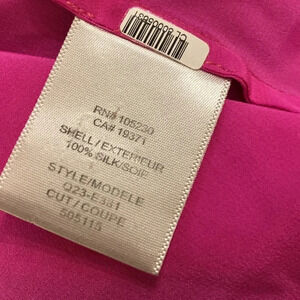 RN# 105230
CA# 19371
SHELL/EXTERIEUR
100% SILK/SOIE
STYLE/MODELE
Q23-E381
CUT/COUPE
505115